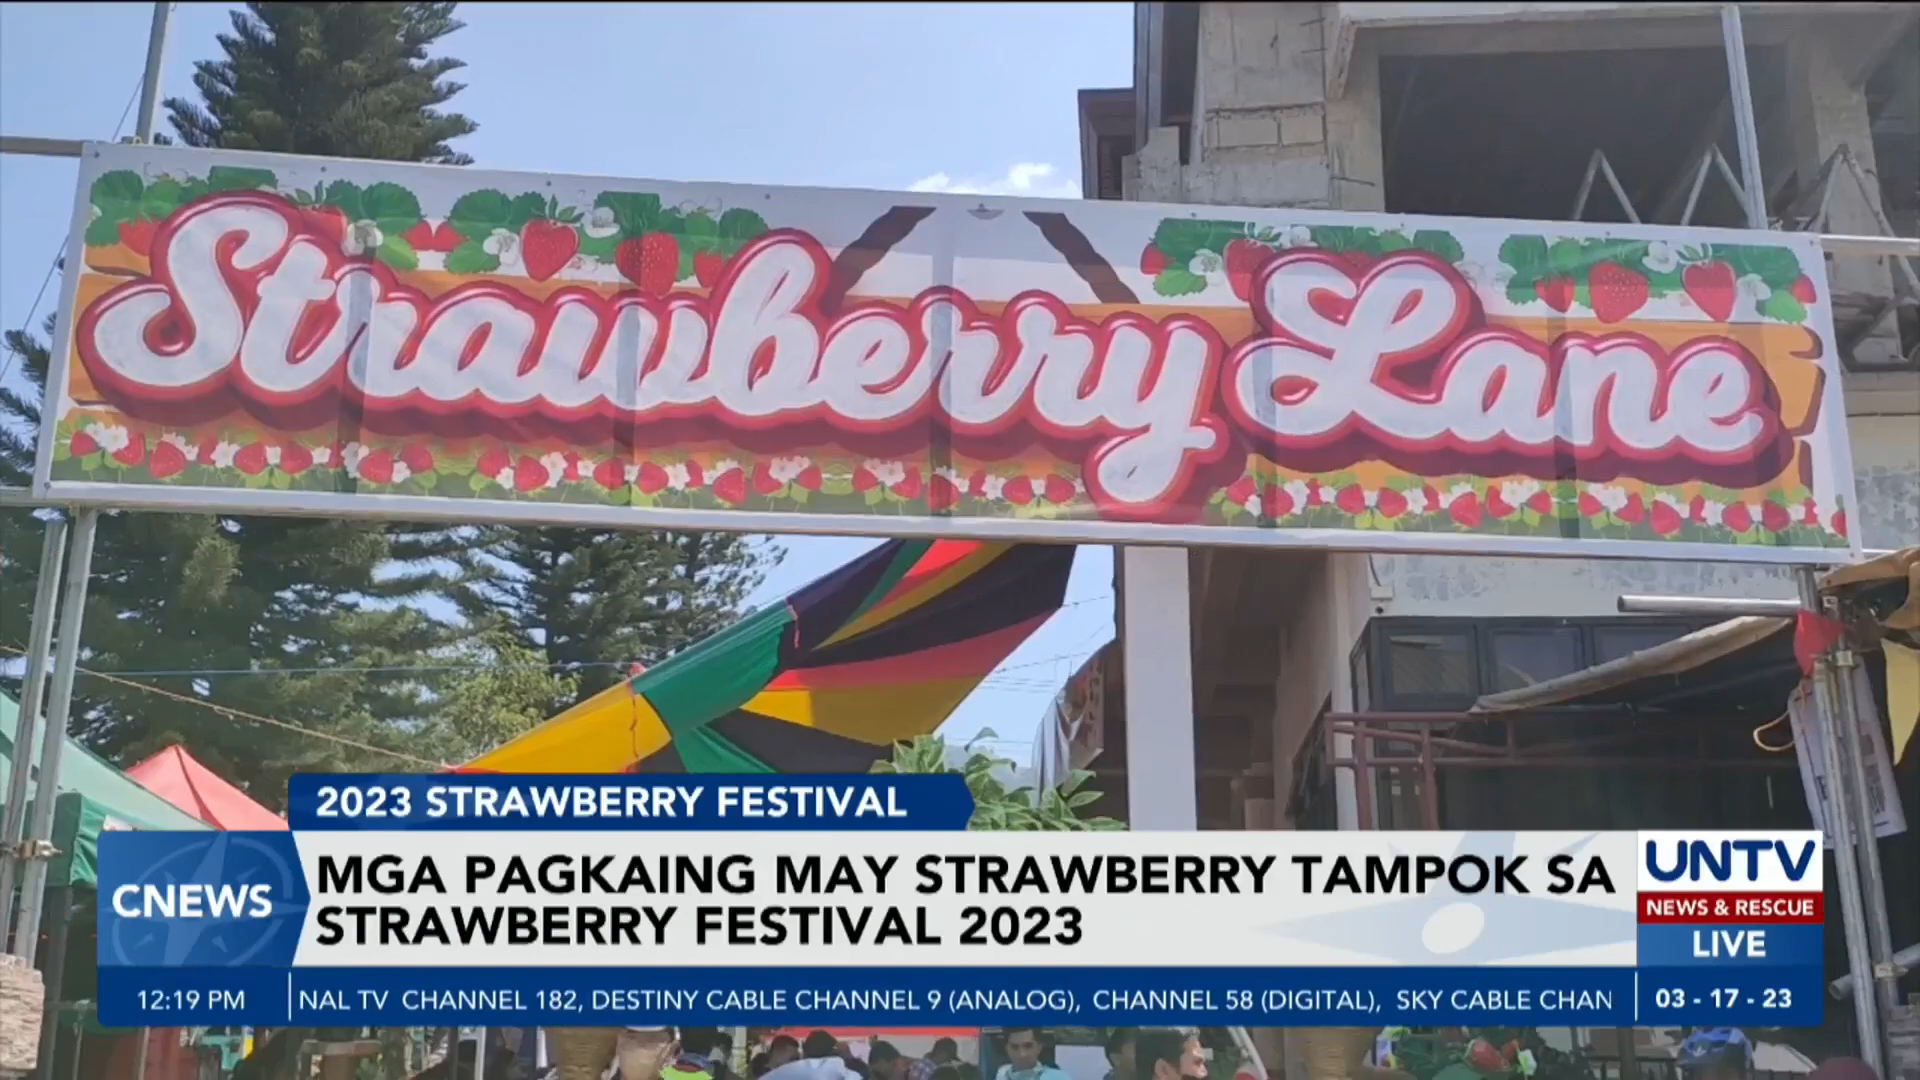 Strawberry Lane
2023 STRAWBERRY FESTIVAL
CNEWS
MGA PAGKAING MAY STRAWBERRY TAMPOK SA
STRAWBERRY FESTIVAL 2023
UNTV
NEWS & RESCUE
LIVE
12:19 PM
NAL TV CHANNEL 182, DESTINY CABLE CHANNEL 9 (ANALOG), CHANNEL 58 (DIGITAL), SKY CABLE CHAN
03 - 17 - 23